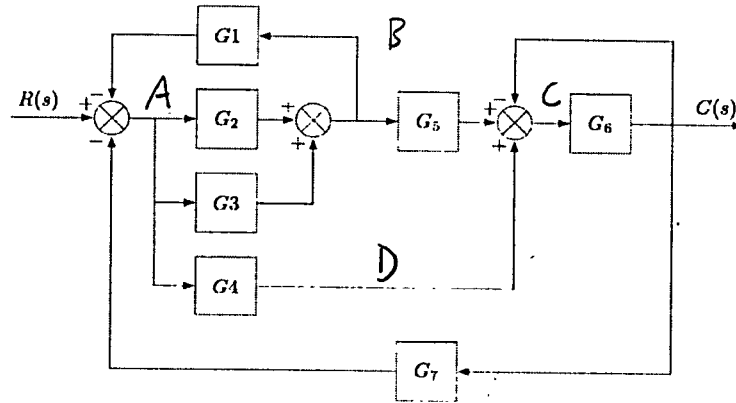 G1
B
R(s)
+
−
A
G2
+
G5
+
−
C
G6
C(s)
−
+
+
G3
G4
D
G7